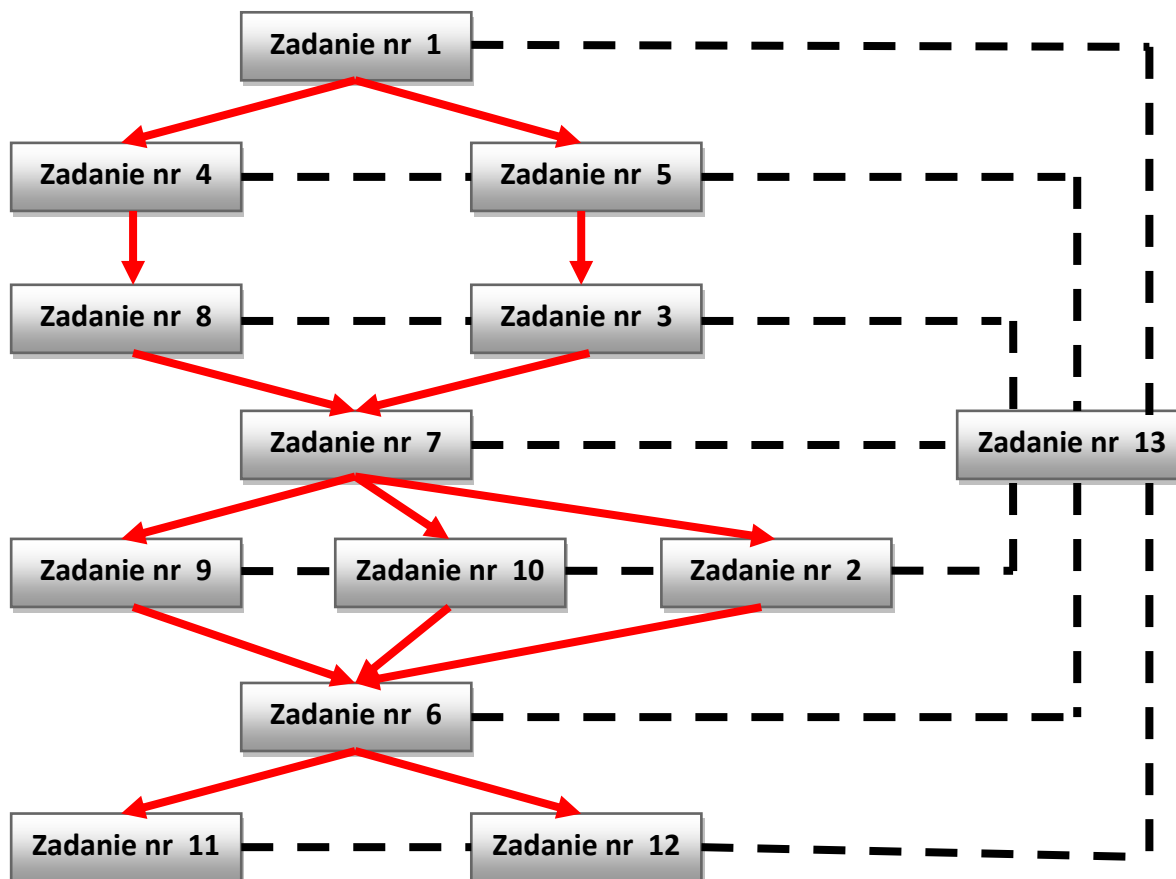 Zadanie nr 1
Zadanie nr 4
Zadanie nr 5
Zadanie nr 8
Zadanie nr 3
Zadanie nr 7
Zadanie nr 13
Zadanie nr 9
Zadanie nr 10
Zadanie nr 2
Zadanie nr 6
Zadanie nr 11
Zadanie nr 12